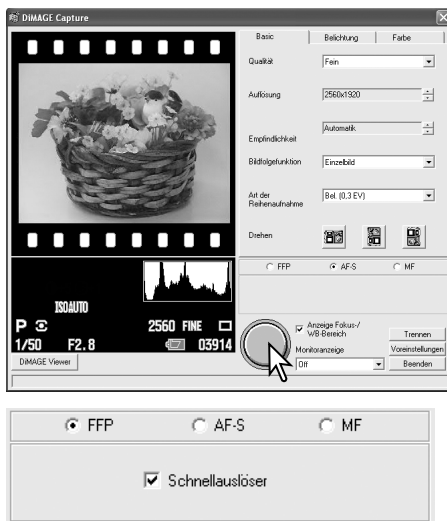 DiMAGE Capture
Basic
Belichtung
Farbe
Qualität
Fein
Auflösung
2560x1920
Empfindlichkeit
Automatik
Bildfolgefunktion
Einzelbild
Art der
Reihenaufnahme
Bel. (0,3 EV)
Drehen
FFP
AF-S
MF
ISOAUTO
P
2560 FINE
1/50 F2.8
03914
DiMAGE Viewer
Anzeige Fokus-/
WB-Bereich
Monitoranzeige
Off
Trennen
Voreinstellungen
Beenden
FFP
AF-S
MF
Schnellauslöser